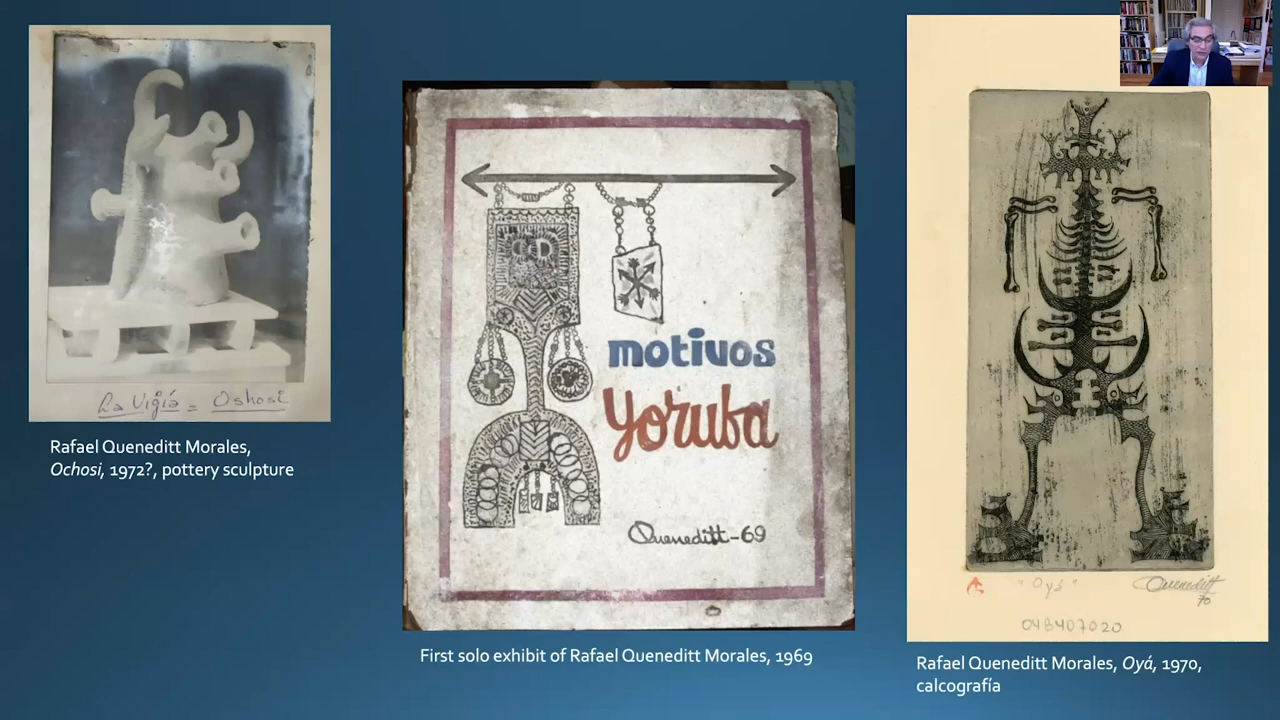 La Vigía = Oshosi
Rafael Queneditt Morales,
Ochosi, 1972?, pottery sculpture
motivos
Yoruba
Queneditt-69
First solo exhibit of Rafael Queneditt Morales, 1969
"Oyá"
Queneditt
70
048407020
Rafael Queneditt Morales, Oyá, 1970,
calcografía